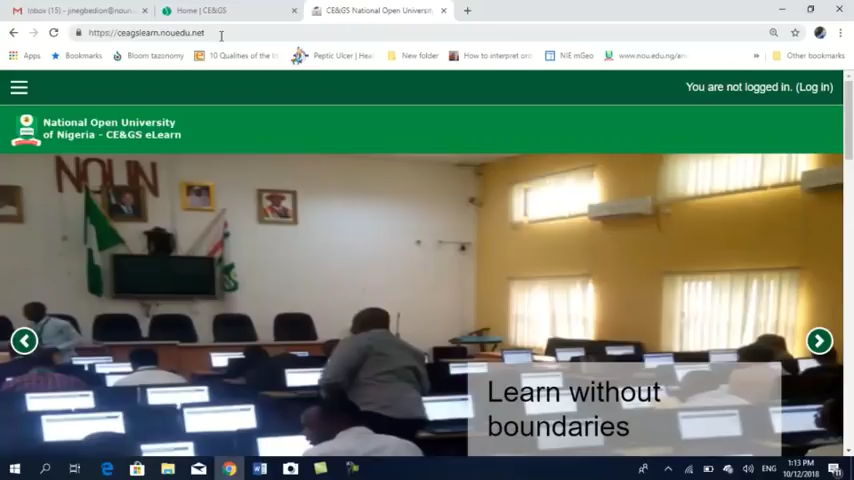 Inbox (15) - jinegbedion@noun.
Home | CE&GS
CE&GS National Open Universit
https://ceagslearn.nouedu.net
Apps
Bookmarks
Bloom taxonomy
10 Qualities of the
Peptic Ulcer | Hea
New folder
How to interpret
NIE mGeo
www.nou.edu.ng/
Other bookmarks
You are not logged in. (Log in)
National Open University
of Nigeria - CE&GS eLearn
NOUN
Learn without
boundaries
ENG
1:13 PM
10/12/2018